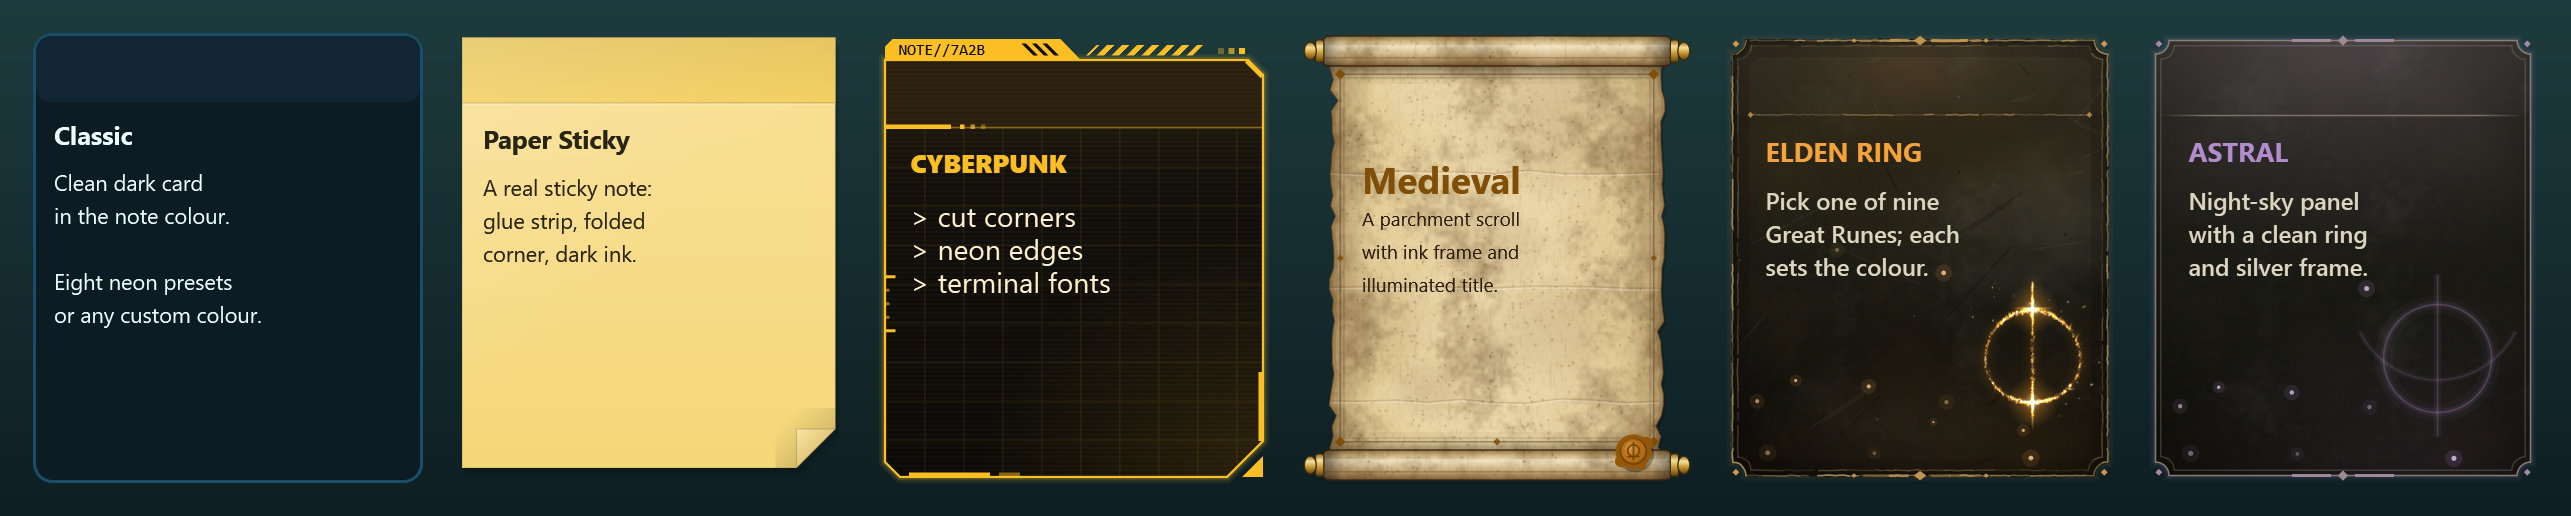 Classic
Clean dark card
in the note colour.
Eight neon presets
or any custom colour.
Paper Sticky
A real sticky note:
glue strip, folded
corner, dark ink.
NOTE//7A2B
CYBERPUNK
> cut corners
> neon edges
> terminal fonts
Medieval
A parchment scroll
with ink frame and
illuminated title.
ELDEN RING
Pick one of nine
Great Runes; each
sets the colour.
ASTRAL
Night-sky panel
with a clean ring
and silver frame.